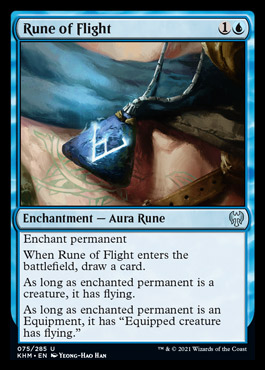 Rune of Flight 1
Enchantment — Aura Rune
Enchant permanent
When Rune of Flight enters the
battlefield, draw a card.
As long as enchanted permanent is a
creature, it has flying.
As long as enchanted permanent is an
Equipment, it has “Equipped creature
has flying.”
075/285 U
KHM • EN Yeong-Hao Han ™ & © 2021 Wizards of the Coast